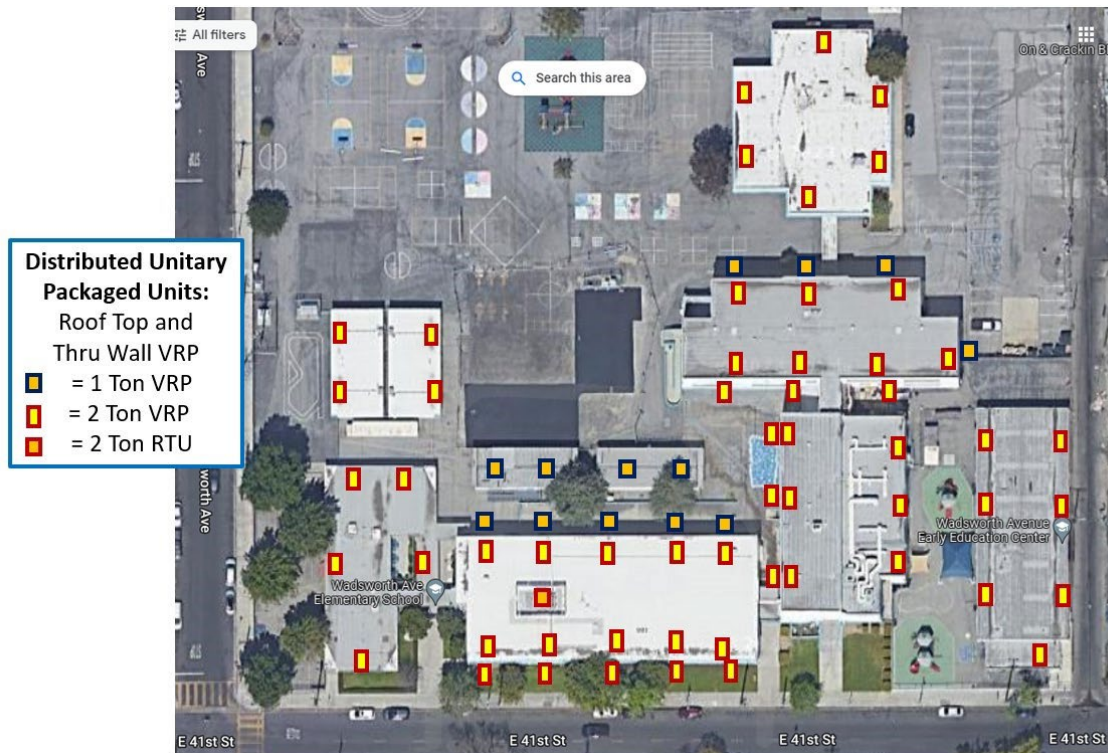 All filters
Ave
Search this area
On & Crackin B
Distributed Unitary
Packaged Units:
Roof Top and
Thru Wall VRP
= 1 Ton VRP
= 2 Ton VRP
= 2 Ton RTU
Wadsworth Avenue
Early Education Center
Wadsworth Ave
Elementary School
sworth Ave
E 41st St
E 41st St
E 41st St
E 41st St